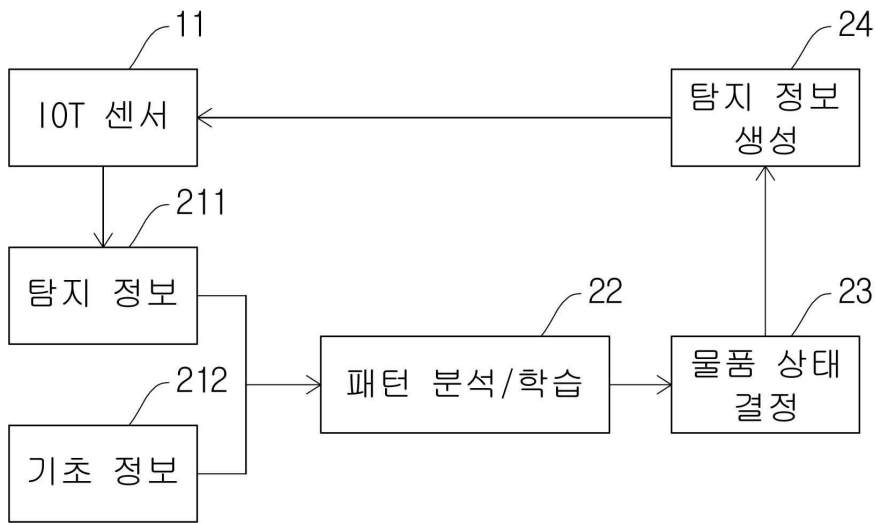 11
IOT 센서
24
탐지 정보
생성
211
탐지 정보
22
패턴 분석/학습
23
물품 상태
결정
212
기초 정보